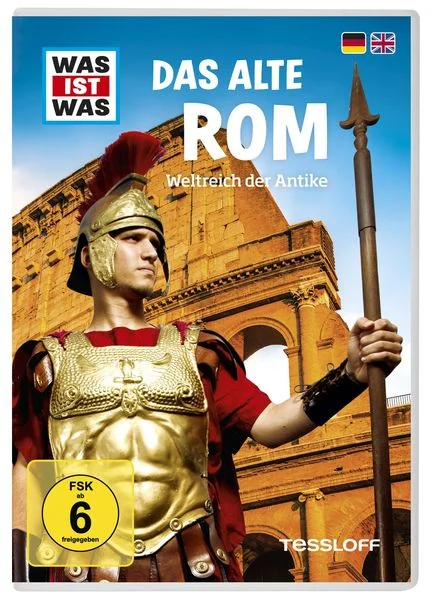 WAS
IST
WAS
DAS ALTE
ROM
Weltreich der Antike
FSK
ab
6
freigegeben
TESSLOFF